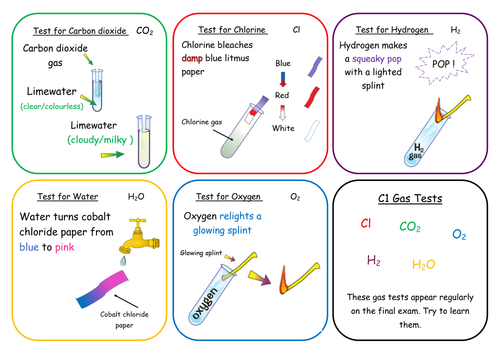 Test for Carbon dioxide CO₂
Carbon dioxide
gas
Limewater
(clear/colourless)
Limewater
(cloudy/milky )
Test for Chlorine Cl
Chlorine bleaches
damp blue litmus
paper
Blue
Red
White
Chlorine gas
Test for Hydrogen H₂
Hydrogen makes
a squeaky pop
with a lighted
splint
POP !
H₂
gas
Test for Water H₂O
Water turns cobalt
chloride paper from
blue to pink
Cobalt chloride
paper
Test for Oxygen O₂
Oxygen relights a
glowing splint
Glowing splint
oxygen
C1 Gas Tests
Cl
CO₂
O₂
H₂
H₂O
These gas tests appear regularly
on the final exam. Try to learn
them.